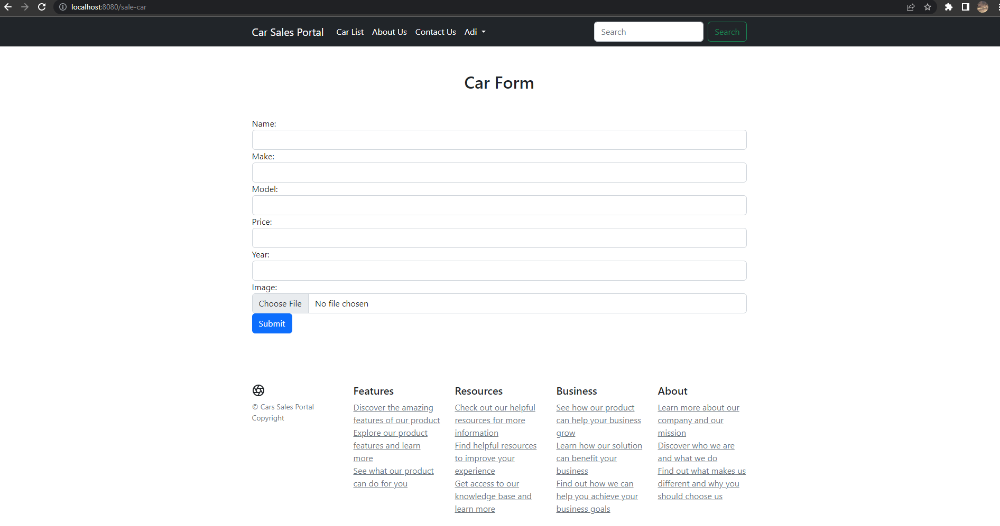 localhost:8080/sale-car
Car Sales Portal Car List About Us Contact Us Adi Search Search
Car Form
Name:
Make:
Model:
Price:
Year:
Image:
Choose File No file chosen
Submit
© Cars Sales Portal
Copyright
Features
Discover the amazing
features of our product
Explore our product
features and learn
more
See what our product
can do for you
Resources
Check out our helpful
resources for more
information
Find helpful resources
to improve your
experience
Get access to our
knowledge base and
learn more
Business
See how our product
can help your business
grow
Learn how our solution
can benefit your
business
Find out how we can
help you achieve your
business goals
About
Learn more about our
company and our
mission
Discover who we are
and what we do
Find out what makes us
different and why you
should choose us